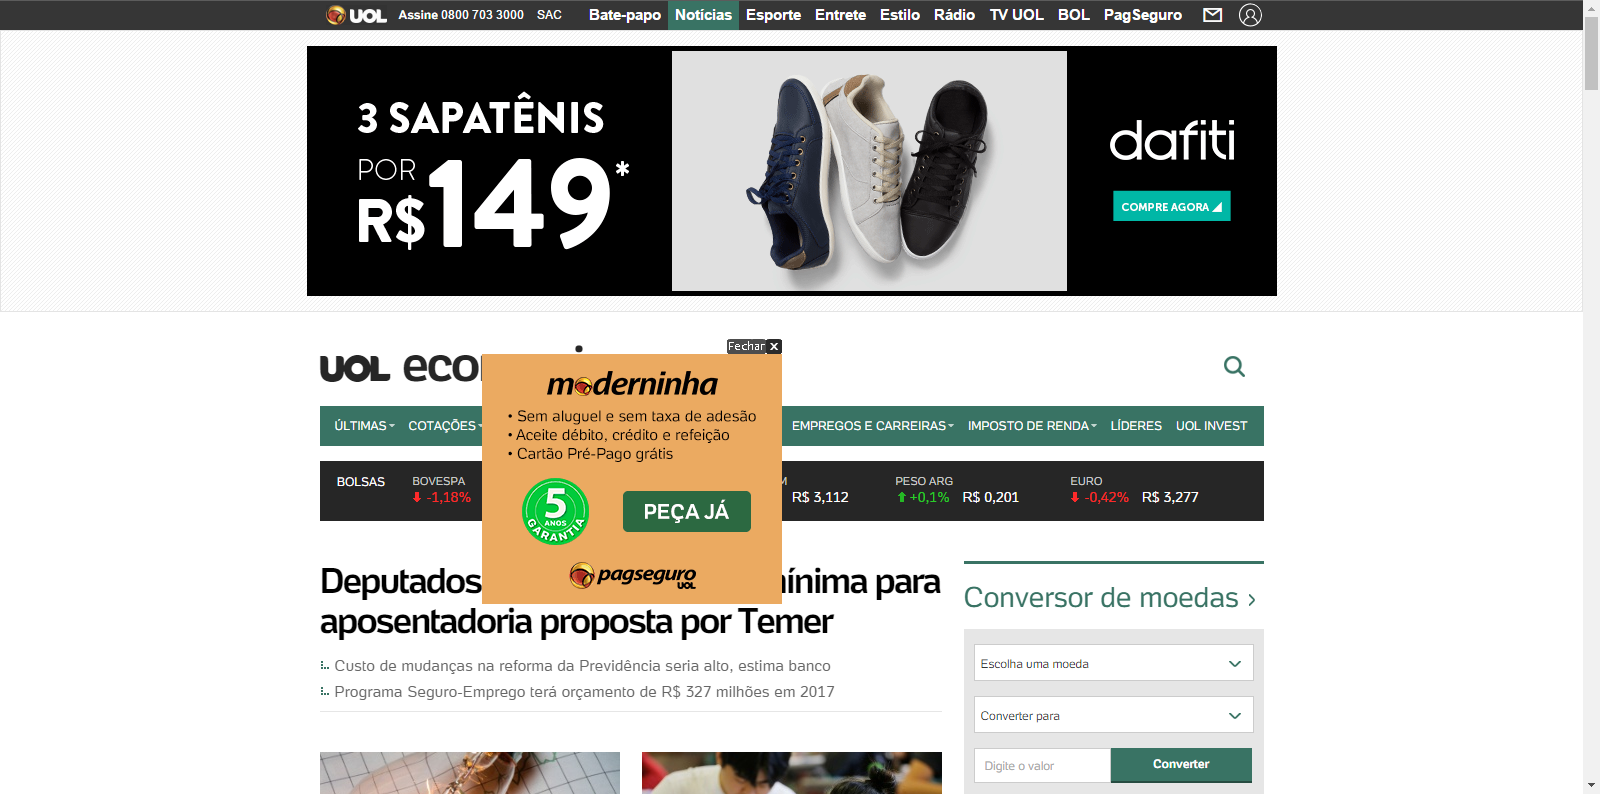 UOL Assine 0800 703 3000 SAC Bate-papo Notícias Esporte Entrete Estilo Rádio TV UOL BOL PagSeguro
3 SAPATÊNIS
POR
R$149*
dafiti
COMPRE AGORA
Fechar x
UOL
moderninha
• Sem aluguel e sem taxa de adesão
• Aceite débito, crédito e refeição
• Cartão Pré-Pago grátis
5
ANOS
GARANTIA
PEÇA JÁ
pagseguro
UOL
ÚLTIMAS COTAÇÕES EMPREGOS E CARREIRAS IMPOSTO DE RENDA LÍDERES UOL INVEST
BOLSAS BOVESPA PESO ARG EURO
-1,18% R$ 3,112 +0,1% R$ 0,201 -0,42% R$ 3,277
Deputados mínima para
aposentadoria proposta por Temer
Custo de mudanças na reforma da Previdência seria alto, estima banco
Programa Seguro-Emprego terá orçamento de R$ 327 milhões em 2017
Conversor de moedas ›
Escolha uma moeda
Converter para
Digite o valor Converter